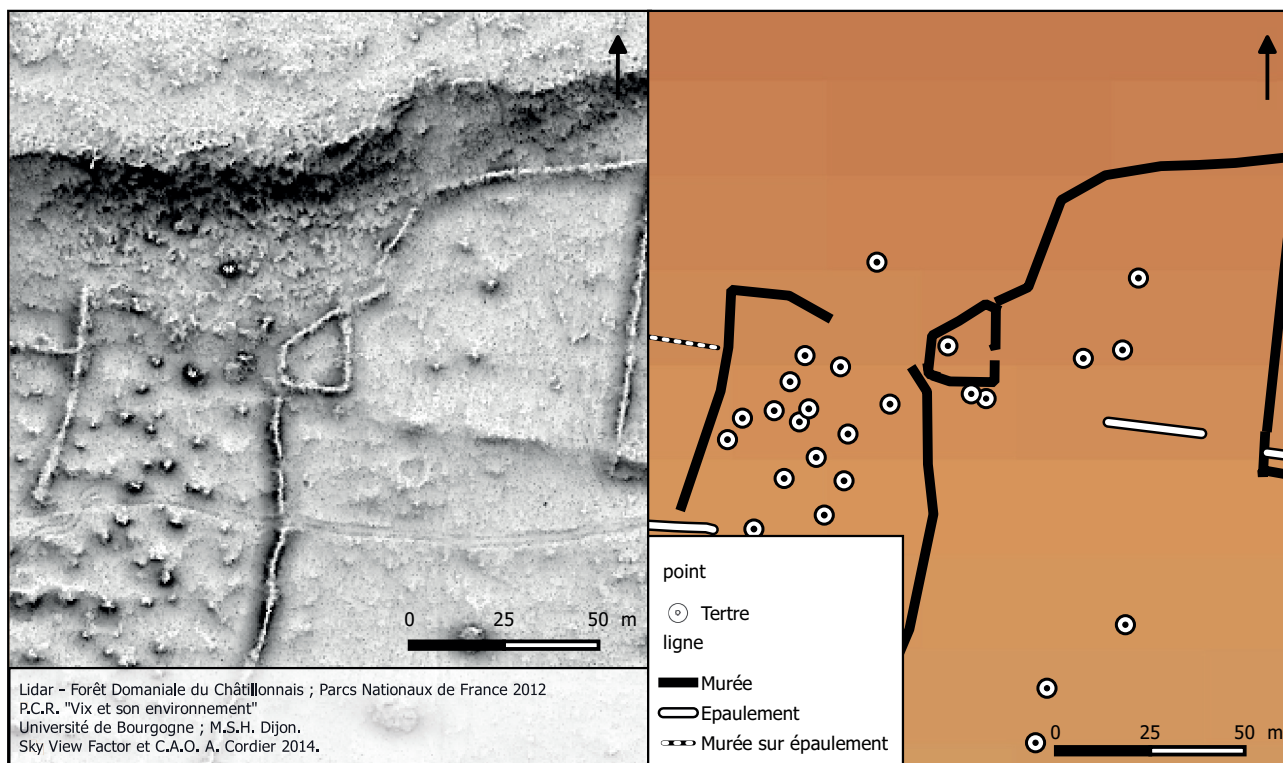 0 25 50 m
Lidar - Forêt Domaniale du Châtillonnais ; Parcs Nationaux de France 2012
P.C.R. "Vix et son environnement"
Université de Bourgogne ; M.S.H. Dijon.
Sky View Factor et C.A.O. A. Cordier 2014.
point
Tertre
ligne
Murée
Epaulement
Murée sur épaulement
0 25 50 m